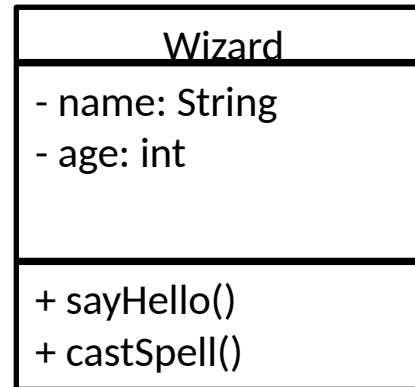 Wizard
- name: String
- age: int
+ sayHello()
+ castSpell()